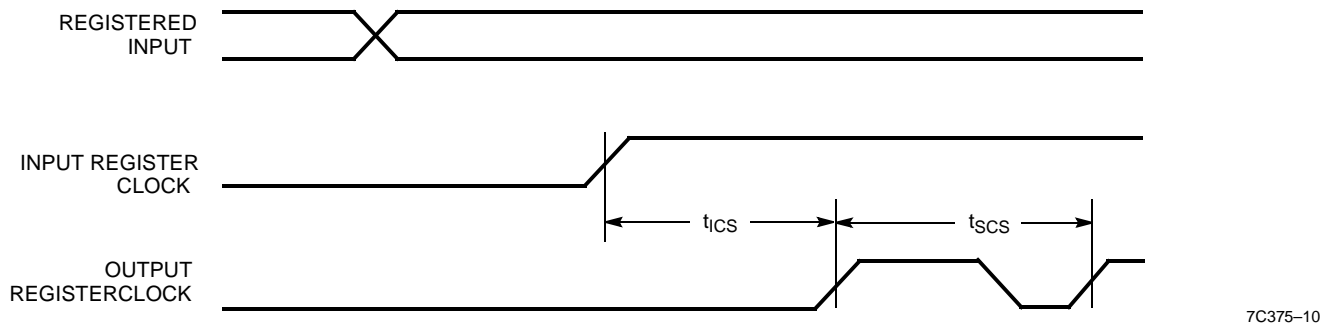 REGISTERED
INPUT
INPUT REGISTER
CLOCK
tICS
tSCS
OUTPUT
REGISTERCLOCK
7C375–10